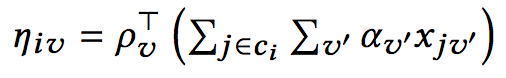 η_{iv} = ρ_v^⊤ (∑_{j∈c_i} ∑_{v′} α_{v′} x_{jv′})